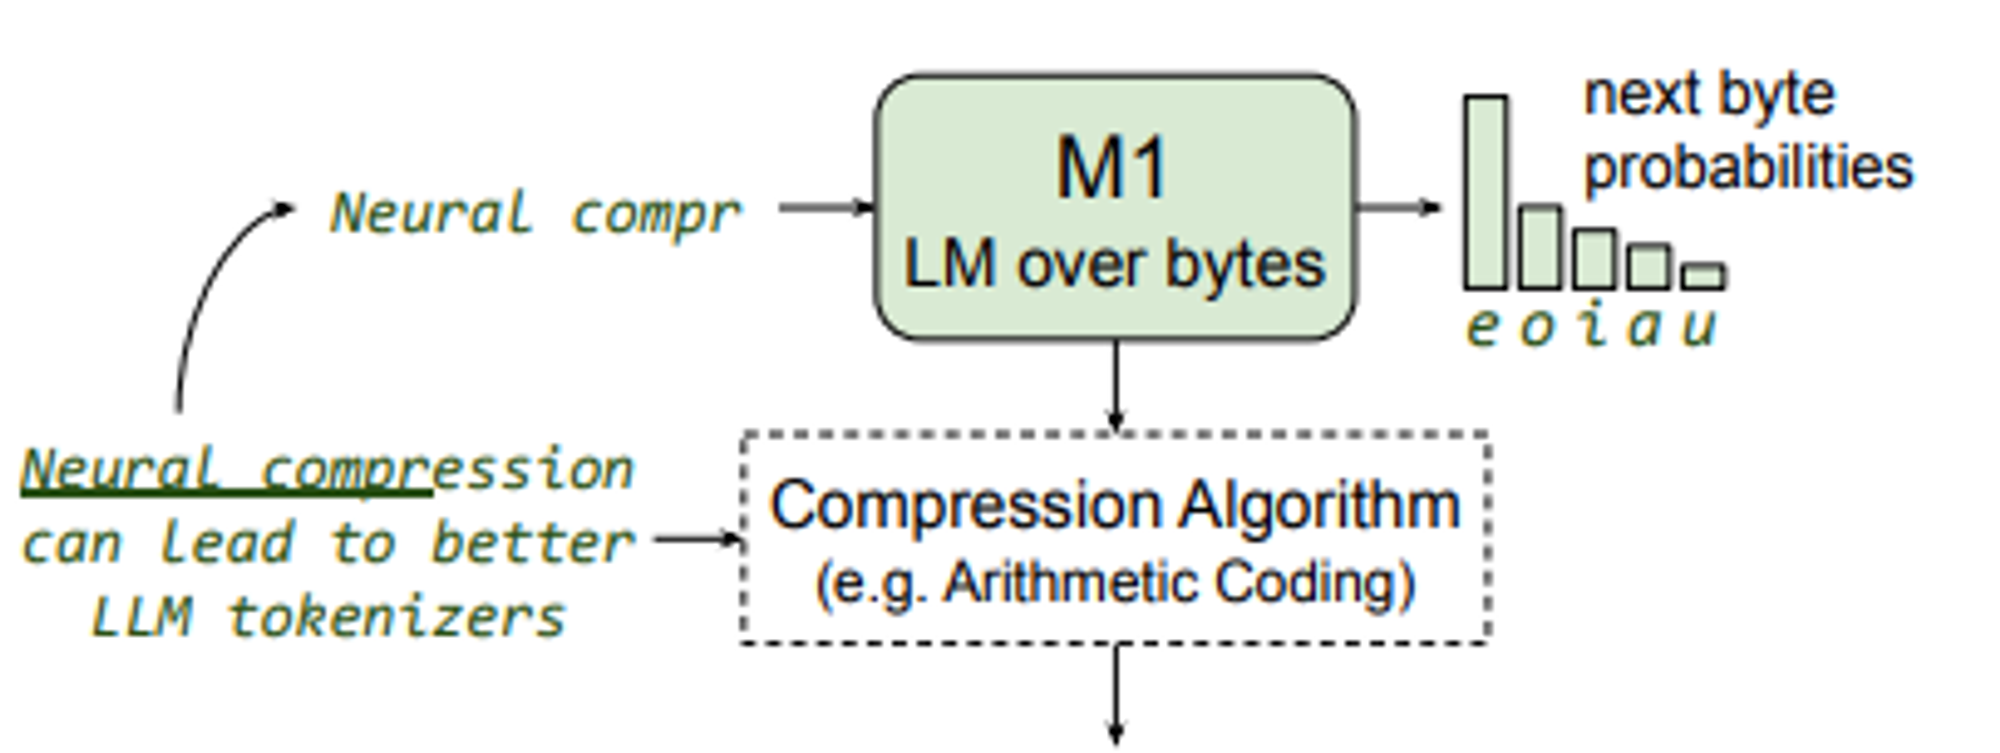 Neural compr
M1
LM over bytes
next byte
probabilities
e o i a u
Neural compression
can lead to better
LLM tokenizers
Compression Algorithm
(e.g. Arithmetic Coding)